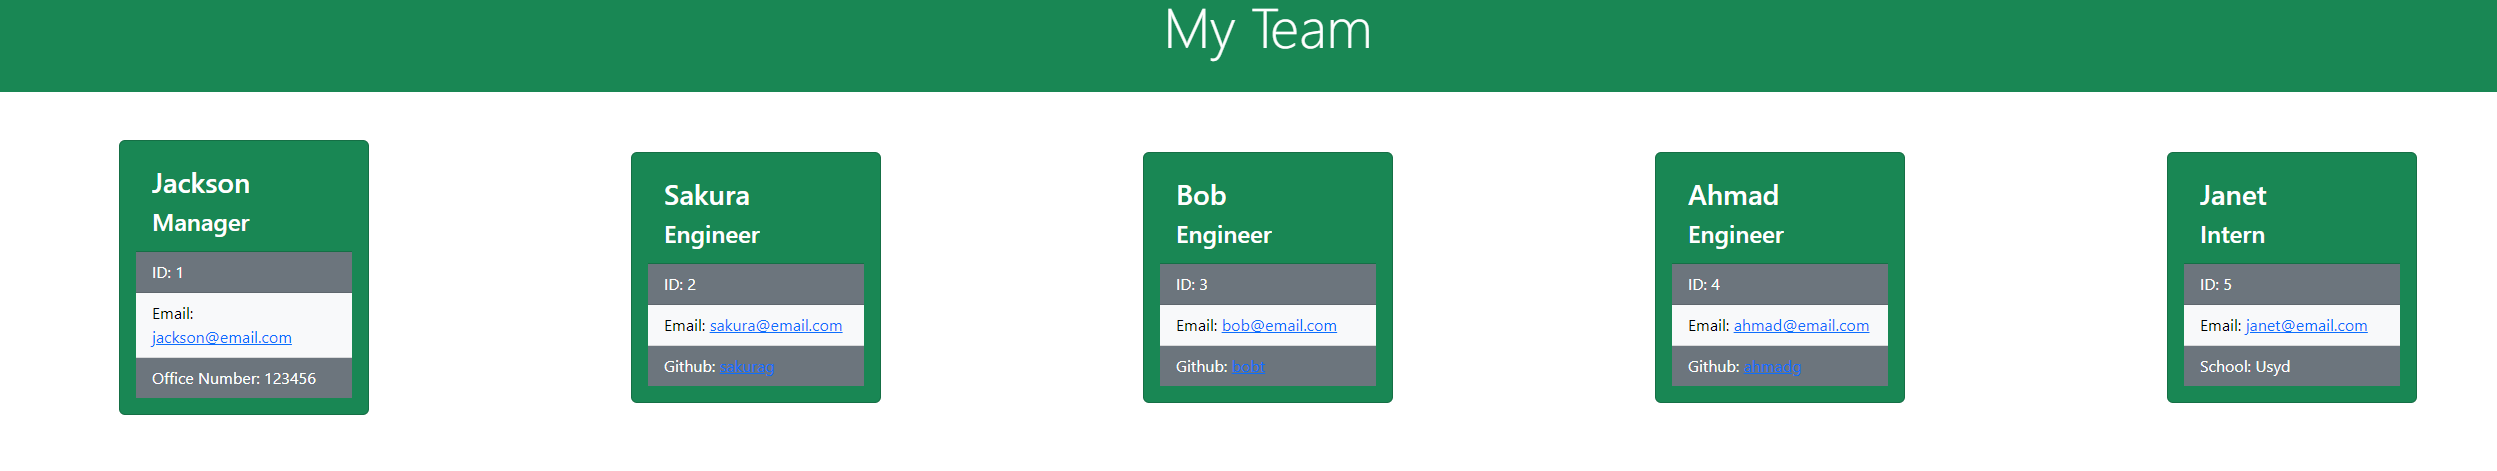 My Team
Jackson
Manager
ID: 1
Email:
jackson@email.com
Office Number: 123456
Sakura
Engineer
ID: 2
Email: sakura@email.com
Github: sakurag
Bob
Engineer
ID: 3
Email: bob@email.com
Github: bobt
Ahmad
Engineer
ID: 4
Email: ahmad@email.com
Github: ahmadg
Janet
Intern
ID: 5
Email: janet@email.com
School: Usyd